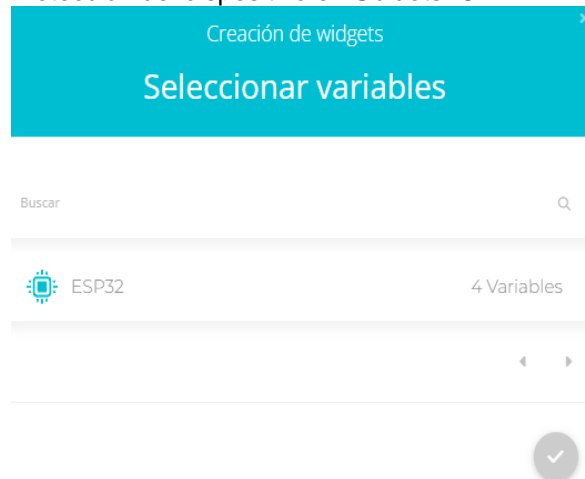 Creación de widgets
Seleccionar variables
Buscar
ESP32
4 Variables